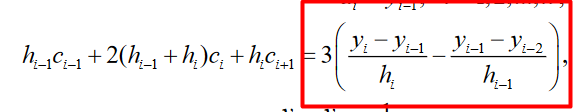 h_{i-1}c_{i-1} + 2(h_{i-1} + h_i)c_i + h_i c_{i+1} = 3\left(\frac{y_i - y_{i-1}}{h_i} - \frac{y_{i-1} - y_{i-2}}{h_{i-1}}\right),